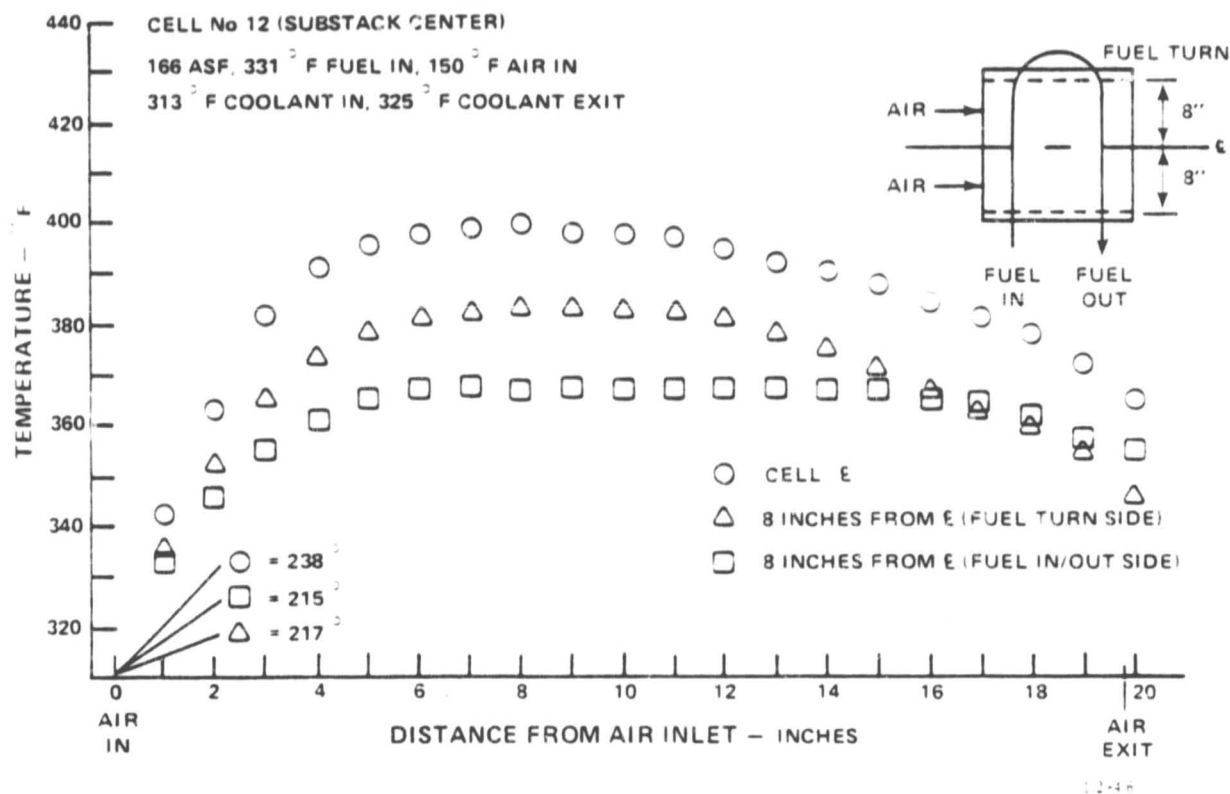 CELL No 12 (SUBSTACK CENTER)
166 ASF, 331 °F FUEL IN, 150 °F AIR IN
313 °F COOLANT IN, 325 °F COOLANT EXIT
FUEL TURN
AIR
AIR
8"
8"
℄
FUEL IN
FUEL OUT
TEMPERATURE – °F
440
420
400
380
360
340
320
○ = 238°
□ = 215°
△ = 217°
○ CELL ℄
△ 8 INCHES FROM ℄ (FUEL TURN SIDE)
□ 8 INCHES FROM ℄ (FUEL IN/OUT SIDE)
0 2 4 6 8 10 12 14 16 18 20
AIR IN
DISTANCE FROM AIR INLET – INCHES
AIR EXIT